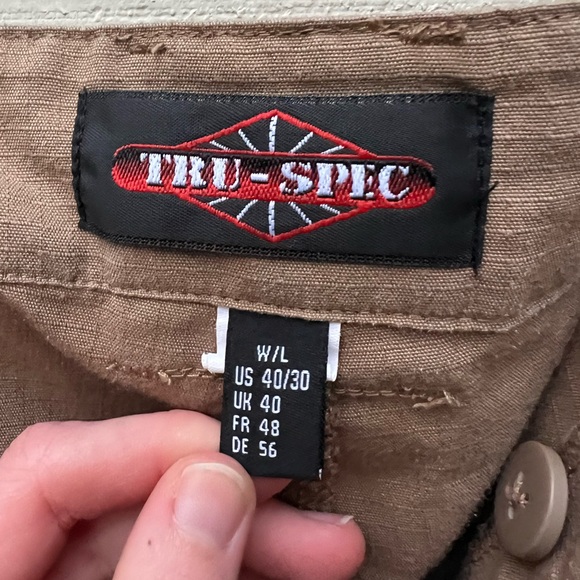 TRU-SPEC
W/L
US 40/30
UK 40
FR 48
DE 56